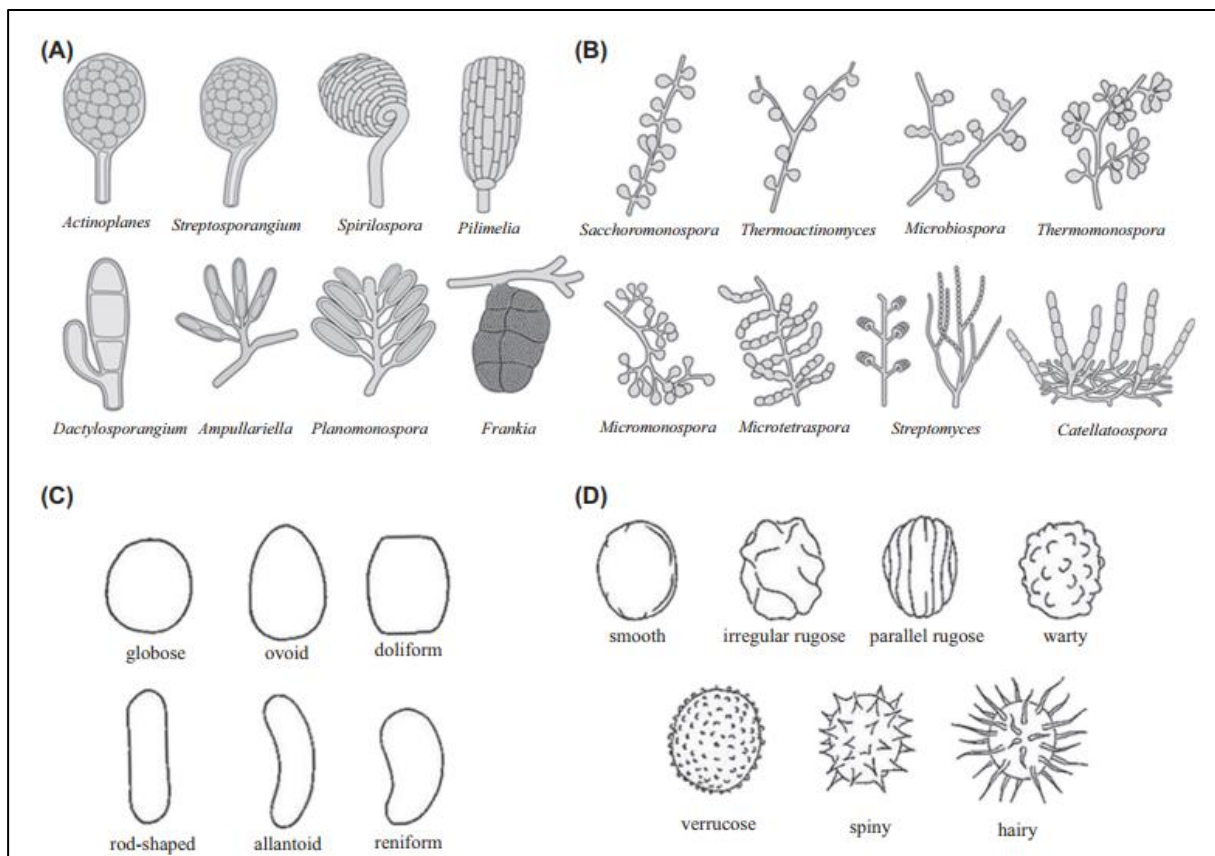 (A)
(B)
Actinoplanes Streptosporangium Spirilospora Pilimelia
Saccharomonospora Thermoactinomyces Microbiospora Thermomonospora
Dactylosporangium Ampullariella Planomonospora Frankia
Micromonospora Microtetraspora Streptomyces Catellatoospora
(C)
(D)
globose ovoid doliform
smooth irregular rugose parallel rugose warty
rod-shaped allantoid reniform
verrucose spiny hairy